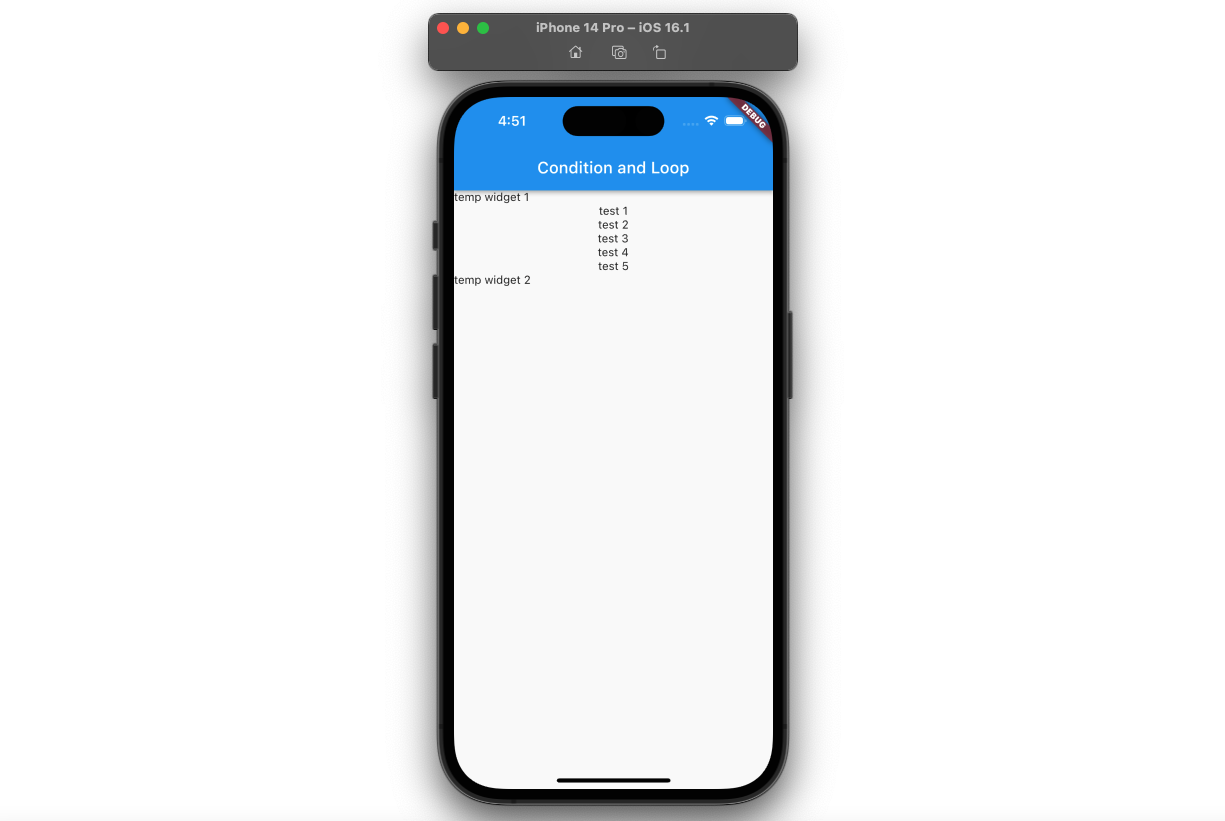 iPhone 14 Pro – iOS 16.1
4:51
DEBUG
Condition and Loop
temp widget 1
test 1
test 2
test 3
test 4
test 5
temp widget 2